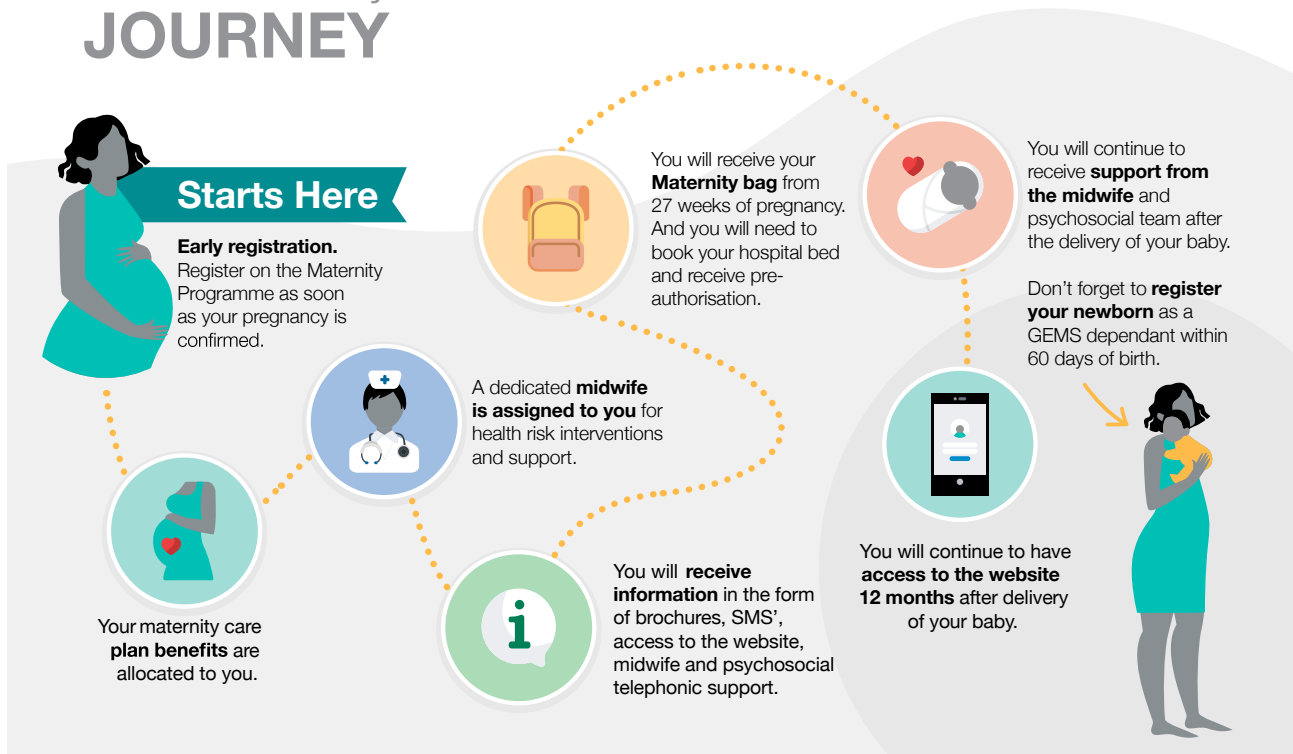 JOURNEY
Starts Here
Early registration.
Register on the Maternity
Programme as soon
as your pregnancy is
confirmed.
Your maternity care
plan benefits are
allocated to you.
A dedicated midwife
is assigned to you for
health risk interventions
and support.
You will receive
information in the form
of brochures, SMS',
access to the website,
midwife and psychosocial
telephonic support.
You will receive your
Maternity bag from
27 weeks of pregnancy.
And you will need to
book your hospital bed
and receive pre-
authorisation.
You will continue to
receive support from
the midwife and
psychosocial team after
the delivery of your baby.
Don't forget to register
your newborn as a
GEMS dependant within
60 days of birth.
You will continue to have
access to the website
12 months after delivery
of your baby.